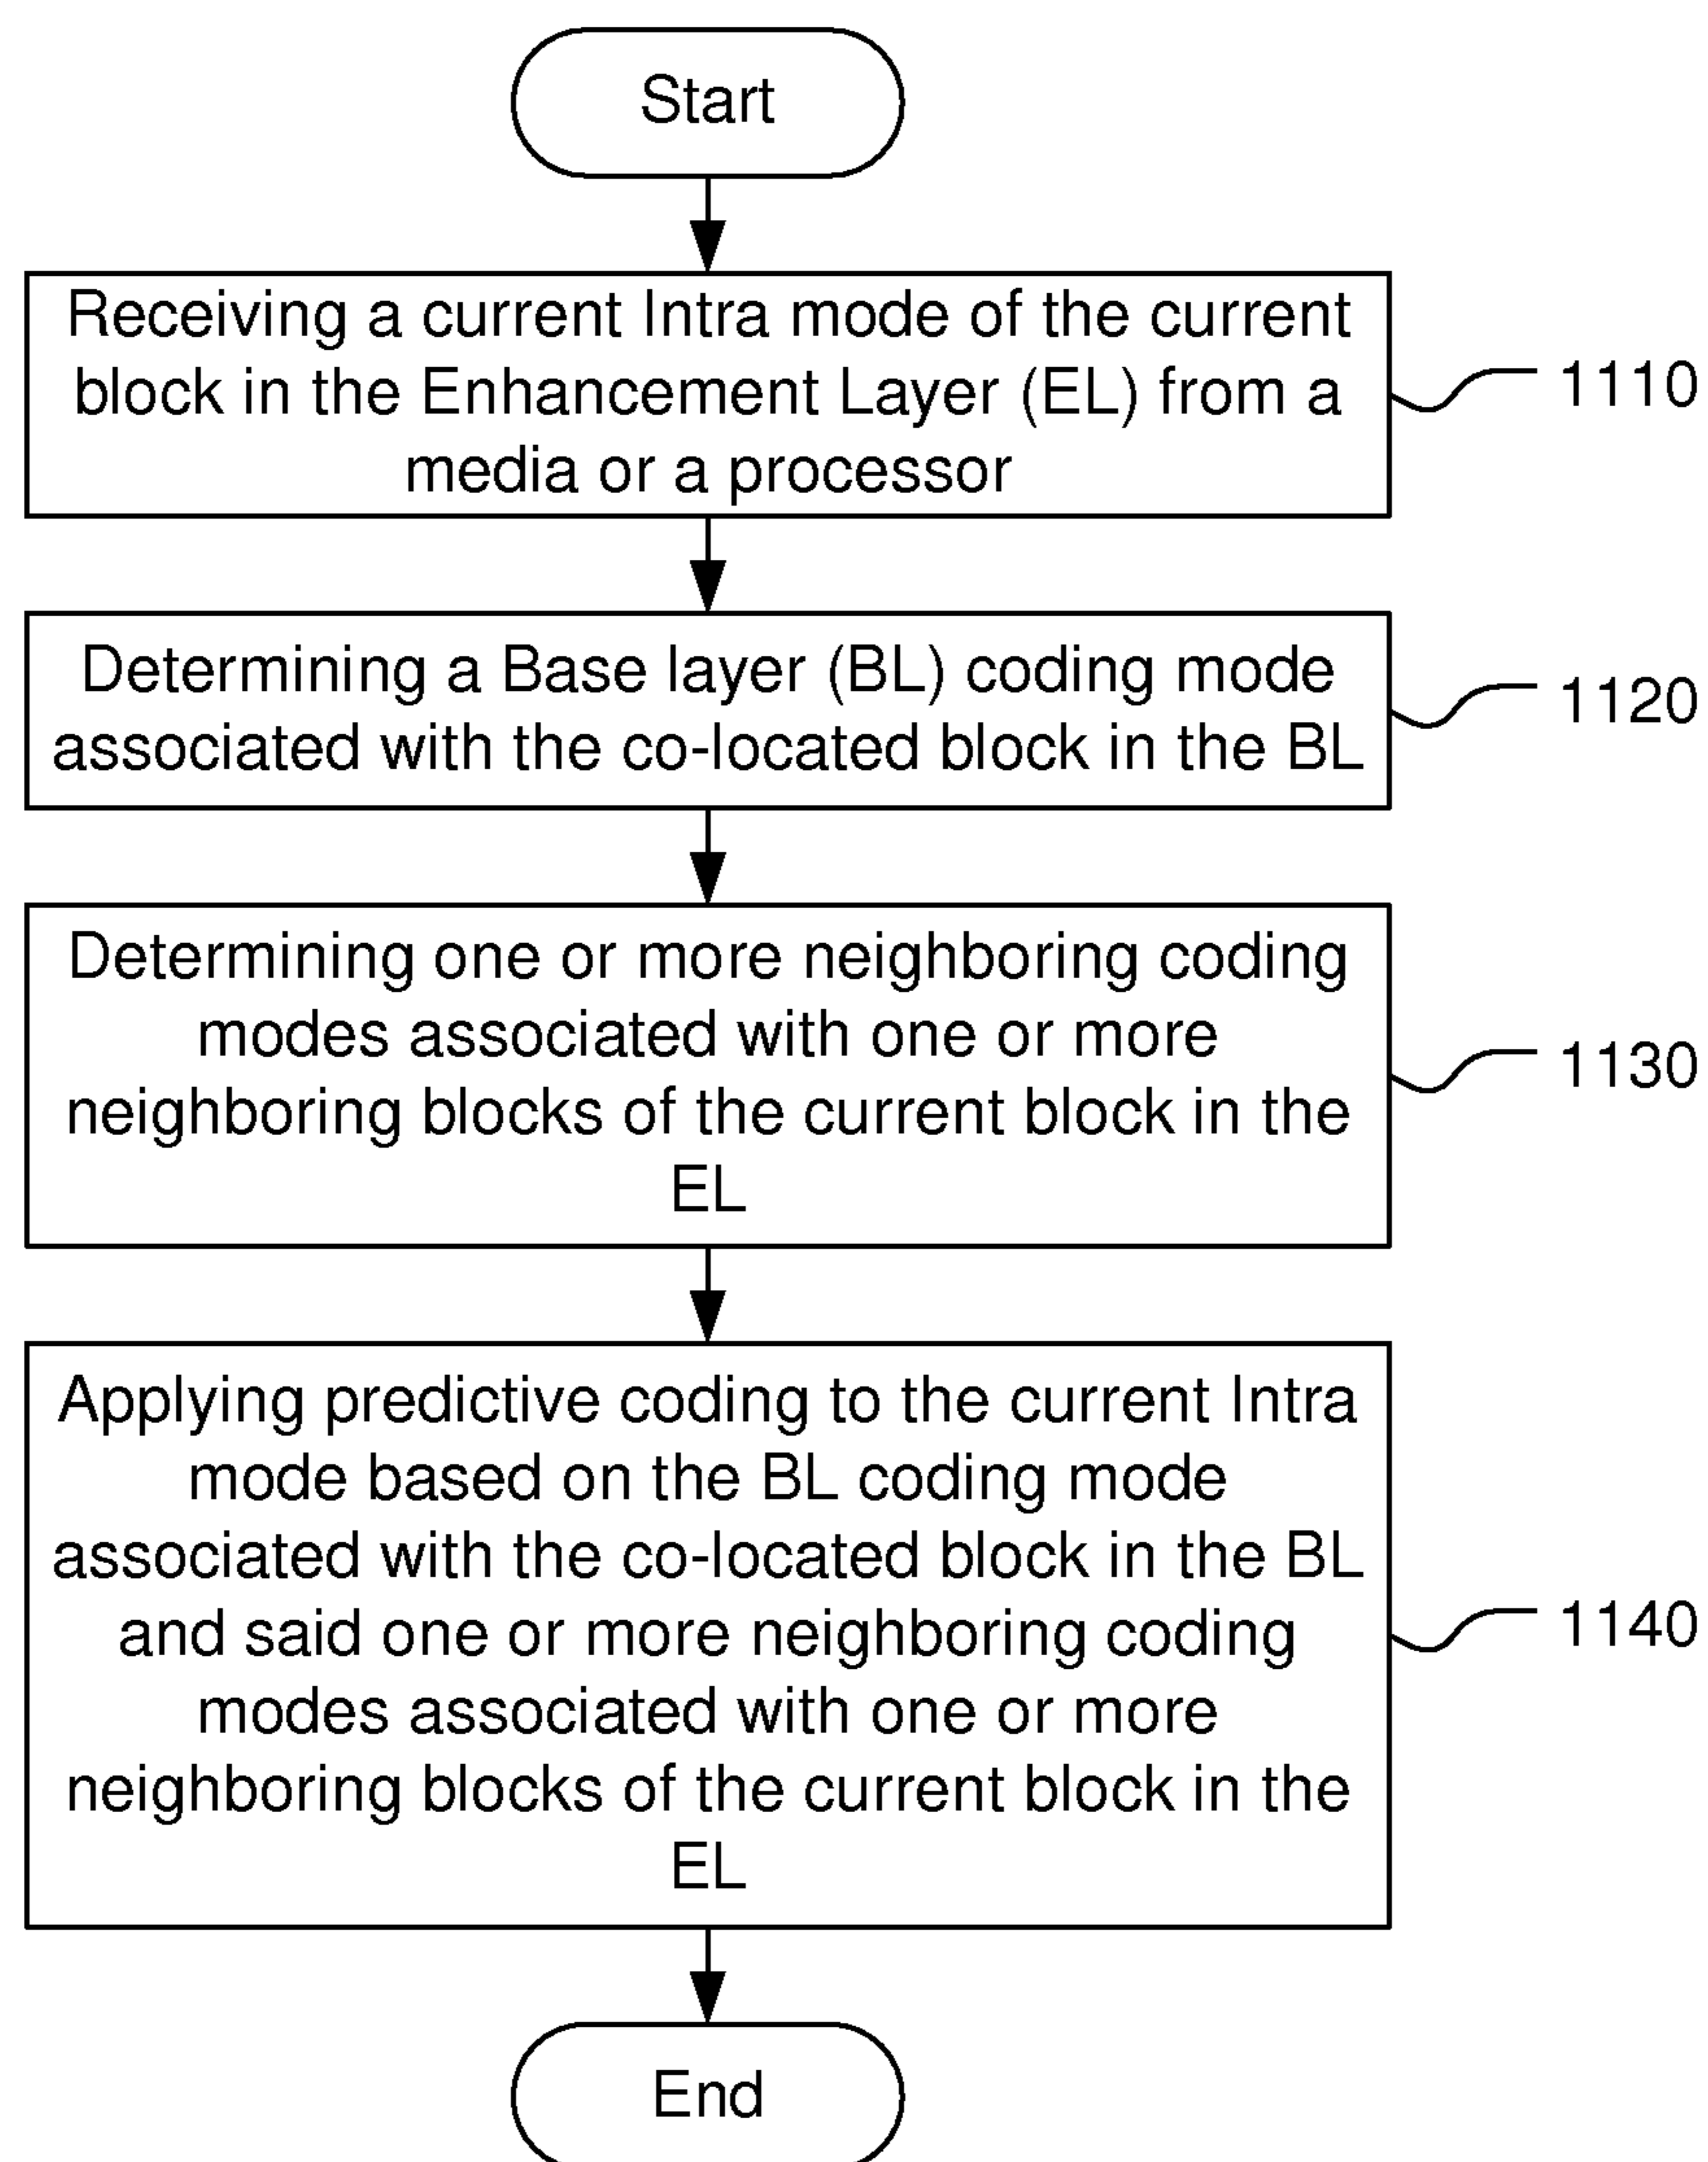 Start
Receiving a current Intra mode of the current
block in the Enhancement Layer (EL) from a
media or a processor
1110
Determining a Base layer (BL) coding mode
associated with the co-located block in the BL
1120
Determining one or more neighboring coding
modes associated with one or more
neighboring blocks of the current block in the
EL
1130
Applying predictive coding to the current Intra
mode based on the BL coding mode
associated with the co-located block in the BL
and said one or more neighboring coding
modes associated with one or more
neighboring blocks of the current block in the
EL
1140
End